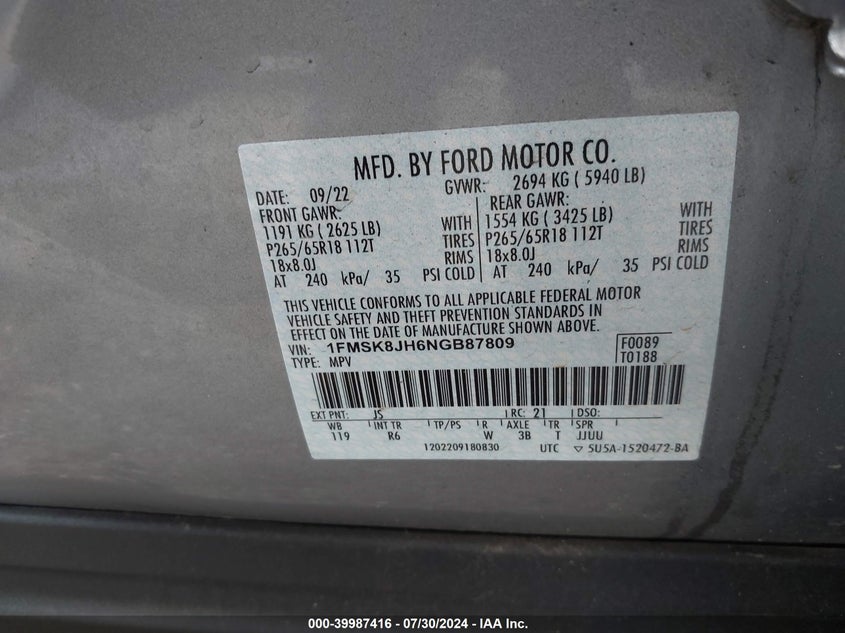 MFD. BY FORD MOTOR CO.
DATE: 09/22 GVWR: 2694 KG ( 5940 LB)
FRONT GAWR: REAR GAWR:
1191 KG ( 2625 LB) WITH 1554 KG ( 3425 LB) WITH
P265/65R18 112T TIRES P265/65R18 112T TIRES
18x8.0J RIMS 18x8.0J RIMS
AT 240 kPa/ 35 PSI COLD AT 240 kPa/ 35 PSI COLD
THIS VEHICLE CONFORMS TO ALL APPLICABLE FEDERAL MOTOR
VEHICLE SAFETY AND THEFT PREVENTION STANDARDS IN
EFFECT ON THE DATE OF MANUFACTURE SHOWN ABOVE.
VIN: 1FMSK8JH6NGB87809 F0089
TYPE: MPV T0188
EXT PNT: JS RC: 21 DSO:
WB INT TR TP/PS R AXLE TR SPR
119 R6 W 3B T JJUU
1202209180830 UTC ▽ 5U5A-1520472-BA
000-39987416 - 07/30/2024 - IAA Inc.